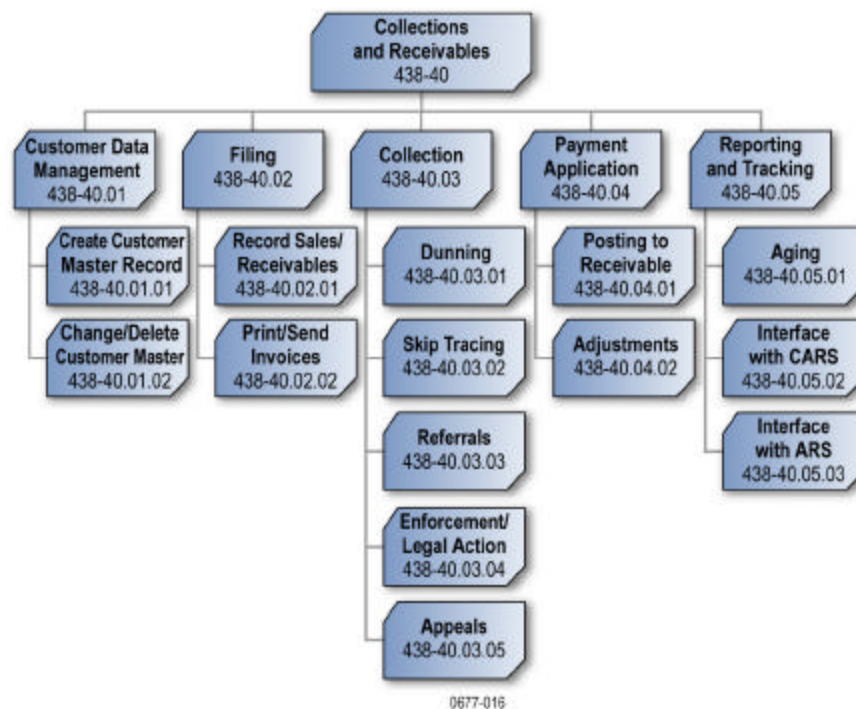 Collections
and Receivables
438-40
Customer Data
Management
438-40.01
Filing
438-40.02
Collection
438-40.03
Payment
Application
438-40.04
Reporting
and Tracking
438-40.05
Create Customer
Master Record
438-40.01.01
Change/Delete
Customer Master
438-40.01.02
Record Sales/
Receivables
438-40.02.01
Print/Send
Invoices
438-40.02.02
Dunning
438-40.03.01
Skip Tracing
438-40.03.02
Referrals
438-40.03.03
Enforcement/
Legal Action
438-40.03.04
Appeals
438-40.03.05
Posting to
Receivable
438-40.04.01
Adjustments
438-40.04.02
Aging
438-40.05.01
Interface
with CARS
438-40.05.02
Interface
with ARS
438-40.05.03
0677-016